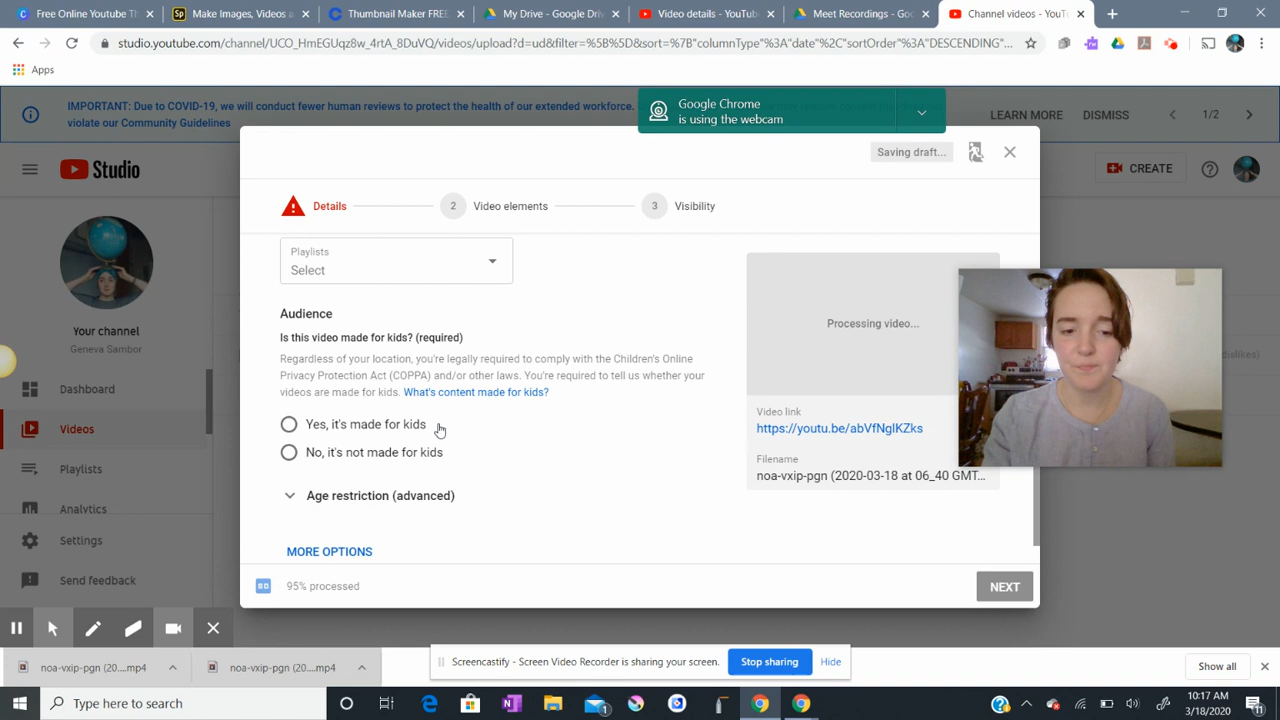 Free Online Youtube Th
Make Images, Videos a
Thumbnail Maker FREE
My Drive - Google Dri
Video details - YouTube
Meet Recordings - Goo
Channel videos - YouT
studio.youtube.com/channel/UCO_HmEGUqz8w_4rtA_8DuVQ/videos/upload?d=ud&filter=%5B%5D&sort=%7B"columnType"%3A"date"%2C"sortOrder"%3A"DESCENDING"...
Apps
IMPORTANT: Due to COVID-19, we will conduct fewer human reviews to protect the health of our extended workforce.
violate our Community Guidelines
LEARN MORE DISMISS 1/2
Google Chrome
is using the webcam
Studio
CREATE
Saving draft...
Details
2 Video elements
3 Visibility
Playlists
Select
Audience
Is this video made for kids? (required)
Regardless of your location, you're legally required to comply with the Children's Online
Privacy Protection Act (COPPA) and/or other laws. You're required to tell us whether your
videos are made for kids. What's content made for kids?
Yes, it's made for kids
No, it's not made for kids
Age restriction (advanced)
MORE OPTIONS
95% processed
NEXT
Processing video...
Video link
https://youtu.be/abVfNglKZks
Filename
noa-vxip-pgn (2020-03-18 at 06_40 GMT...
Your channel
Geneva Sambor
Dashboard
Videos
Playlists
Analytics
Settings
Send feedback
dislikes)
noa-vxip-pgn (20....mp4
noa-vxip-pgn (20....mp4
Screencastify - Screen Video Recorder is sharing your screen.
Stop sharing
Hide
Show all
Type here to search
10:17 AM
3/18/2020